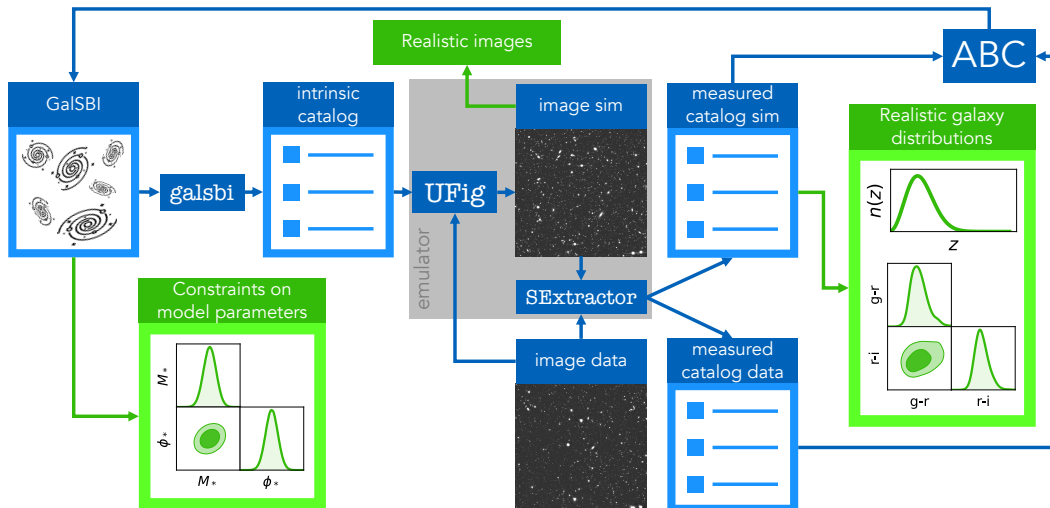 ABC
Realistic images
GalSBI
intrinsic
catalog
image sim
measured
catalog sim
Realistic galaxy
distributions
galsbi
UFig
n(z)
z
emulator
SExtractor
Constraints on
model parameters
image data
measured
catalog data
g-r
r-i
g-r
r-i
M*
ϕ*
M*
ϕ*